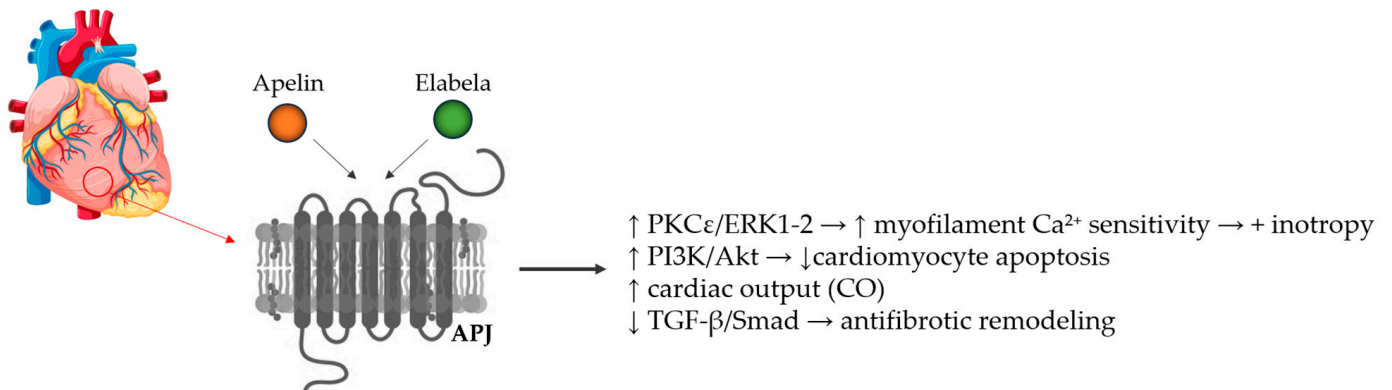 Apelin
Elabela
APJ
↑ PKCε/ERK1-2 → ↑ myofilament Ca²⁺ sensitivity → + inotropy
↑ PI3K/Akt → ↓cardiomyocyte apoptosis
↑ cardiac output (CO)
↓ TGF-β/Smad → antifibrotic remodeling